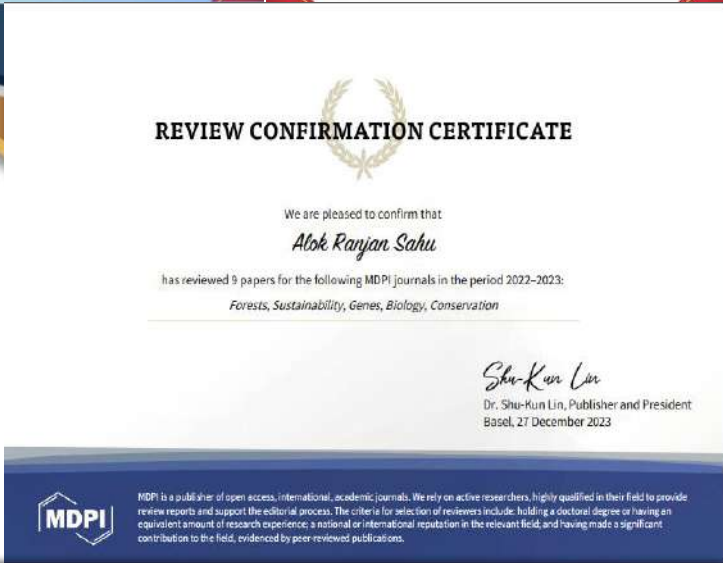 REVIEW CONFIRMATION CERTIFICATE
We are pleased to confirm that
Alok Ranjan Sahu
has reviewed 9 papers for the following MDPI journals in the period 2022–2023:
Forests, Sustainability, Genes, Biology, Conservation
Shu-Kun Lin
Dr. Shu-Kun Lin, Publisher and President
Basel, 27 December 2023
MDPI
MDPI is a publisher of open access, international, academic journals. We rely on active researchers, highly qualified in their field to provide
review reports and support the editorial process. The criteria for selection of reviewers include: holding a doctoral degree or having an
equivalent amount of research experience; a national or international reputation in the relevant field; and having made a significant
contribution to the field, evidenced by peer-reviewed publications.